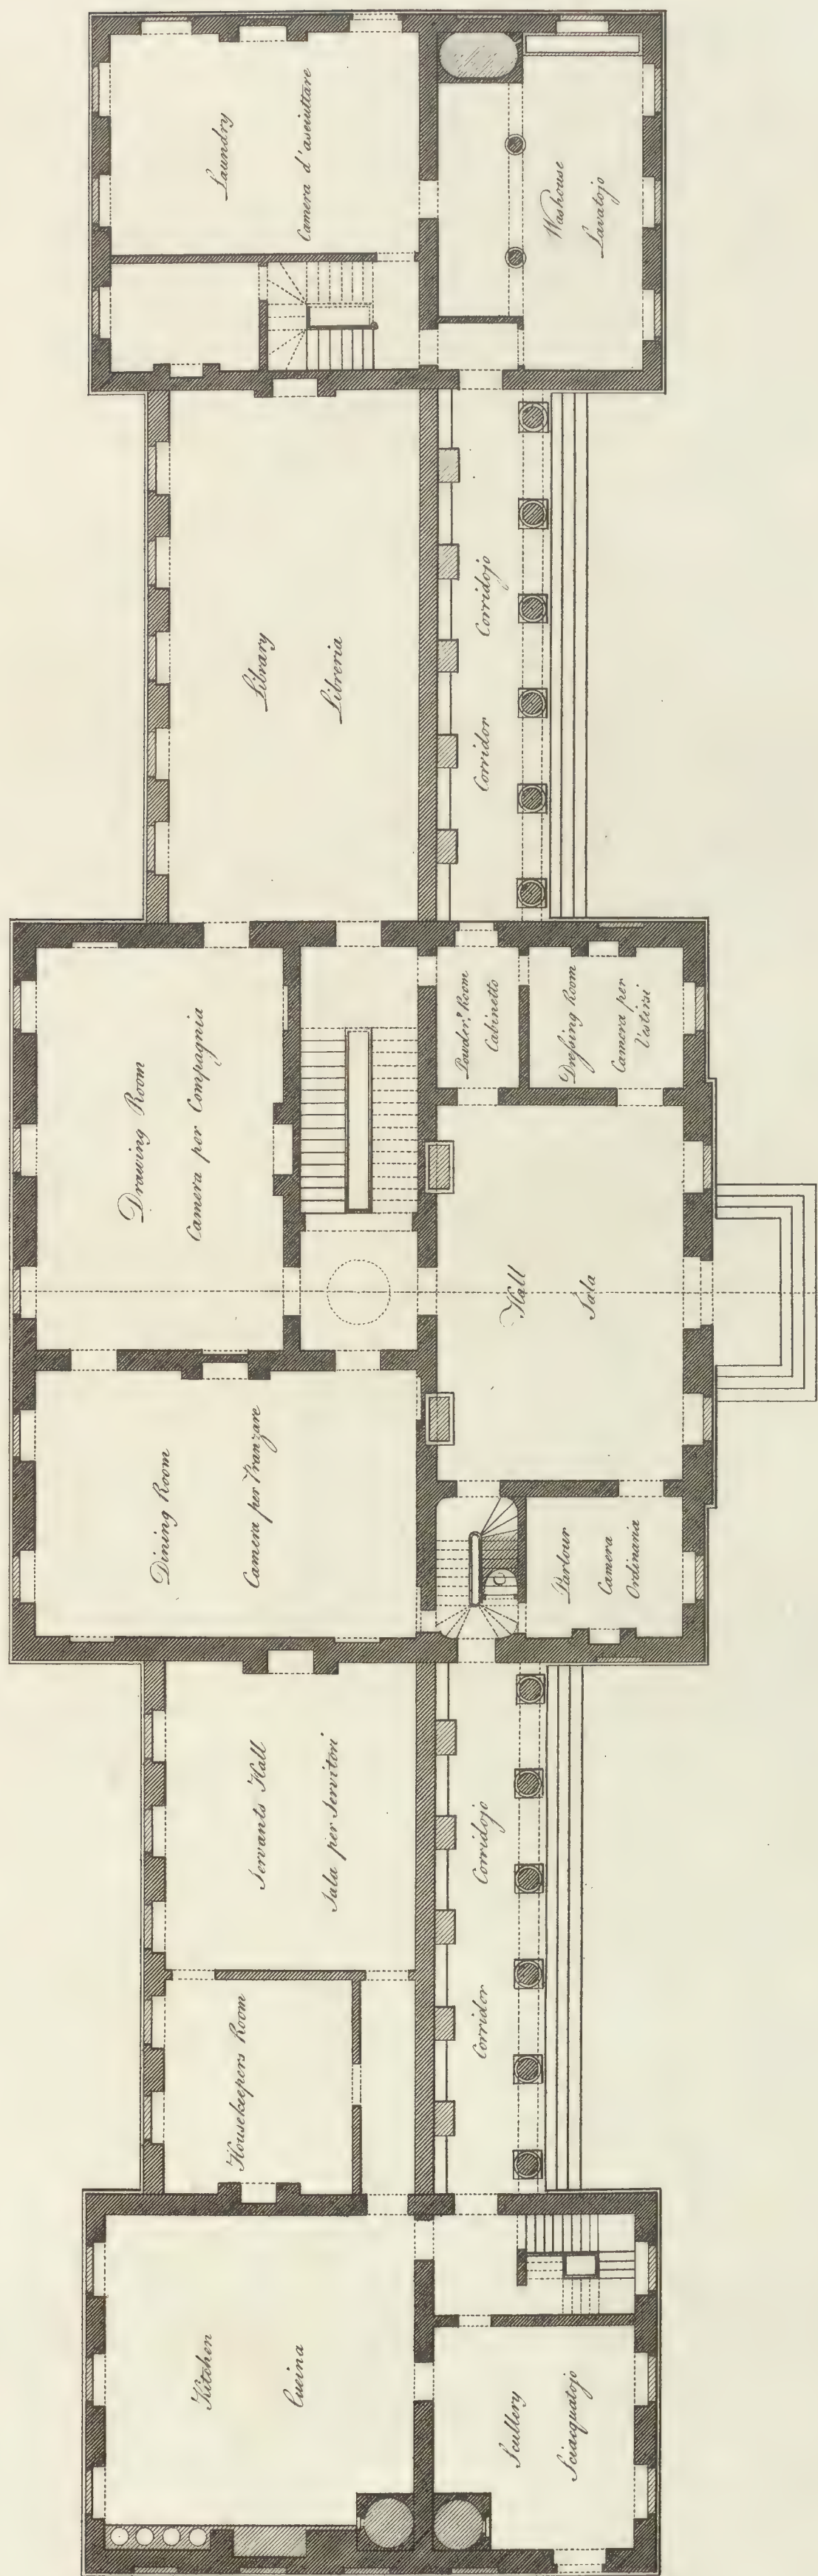 Laundry
Camera d'asciuttare
Washouse
Lavatojo
Library
Libreria
Corridor Corridojo
Drawing Room
Camera per Compagnia
Powder.g Room
Cabinetto
Dreſsing Room
Camera per
Vestirsi
Hall
Sala
Dining Room
Camera per Pranzare
Parlour
Camera
Ordinaria
Servants Hall
Sala per Servitori
Corridor Corridojo
Housekeepers Room
Kitchen
Cucina
Scullery
Sciacquatojo